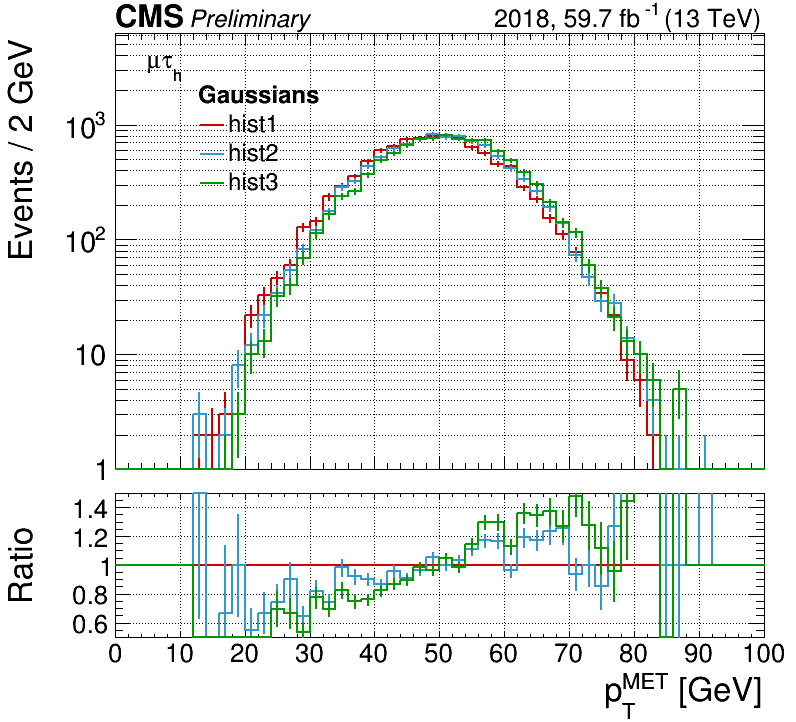 CMS Preliminary 2018, 59.7 fb⁻¹ (13 TeV)
Events / 2 GeV
μτₕ
Gaussians
hist1
hist2
hist3
10³
10²
10
1
Ratio
1.4
1.2
1
0.8
0.6
0 10 20 30 40 50 60 70 80 90 100
p_T^MET [GeV]